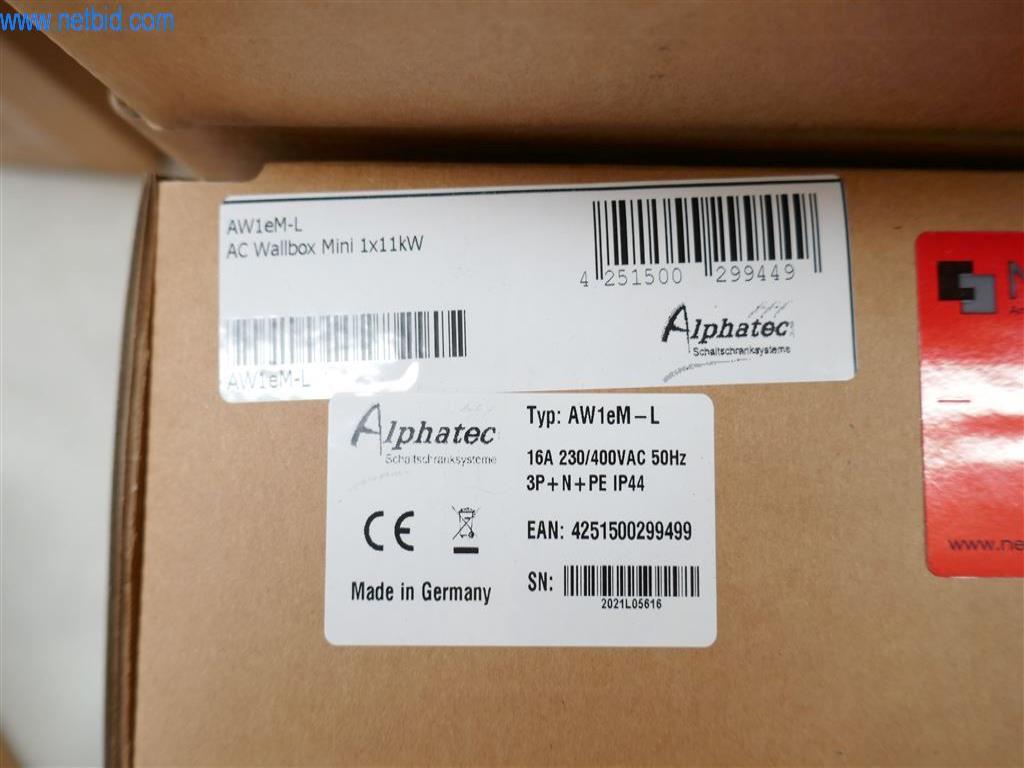 www.netbid.com
AW1eM-L
AC Wallbox Mini 1x11kW
4 251500 299449
Alphatec
Schaltschranksysteme
AW1eM-L
Alphatec
Schaltschranksysteme
Made in Germany
Typ: AW1eM-L
16A 230/400VAC 50Hz
3P+N+PE IP44
EAN: 4251500299499
SN:
2021L05616
www.ne